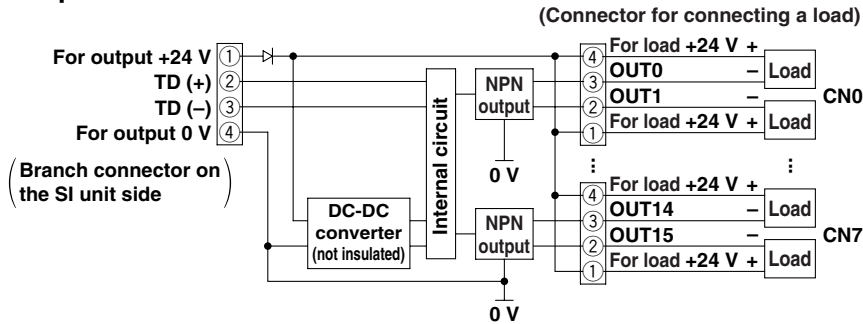 (Connector for connecting a load)
For output +24 V ①
TD (+) ②
TD (–) ③
For output 0 V ④
(Branch connector on
the SI unit side)
DC-DC
converter
(not insulated)
Internal circuit
NPN
output
0 V
NPN
output
0 V
④ For load +24 V +
③ OUT0 – Load
② OUT1 –
① For load +24 V + Load
CN0
④ For load +24 V +
③ OUT14 – Load
② OUT15 –
① For load +24 V + Load
CN7